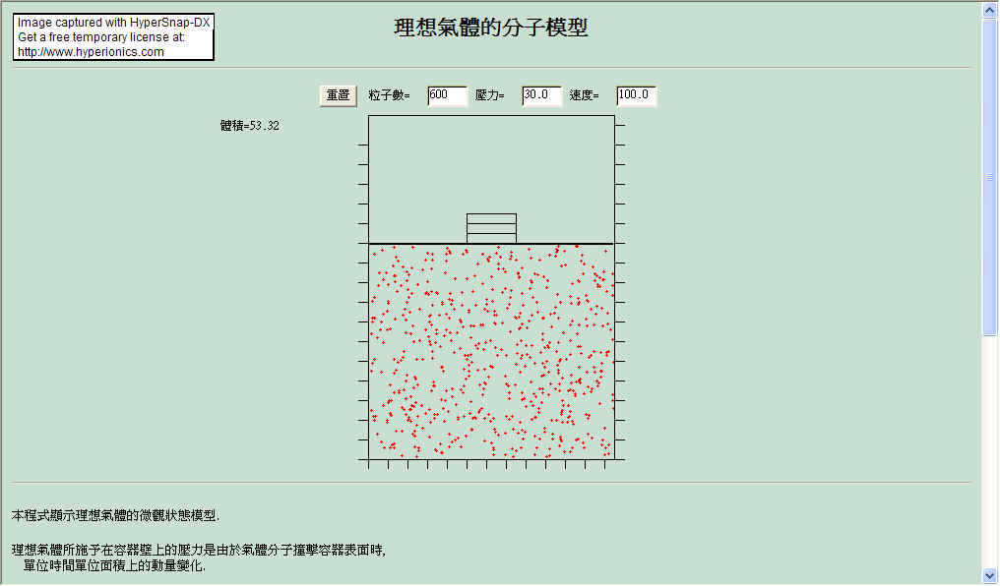 Image captured with HyperSnap-DX
Get a free temporary license at:
http://www.hyperionics.com
理想氣體的分子模型
重置 粒子數= 600 壓力= 30.0 速度= 100.0
體積=53.32
本程式顯示理想氣體的微觀狀態模型.
理想氣體所施予在容器壁上的壓力是由於氣體分子撞擊容器表面時,
單位時間單位面積上的動量變化.